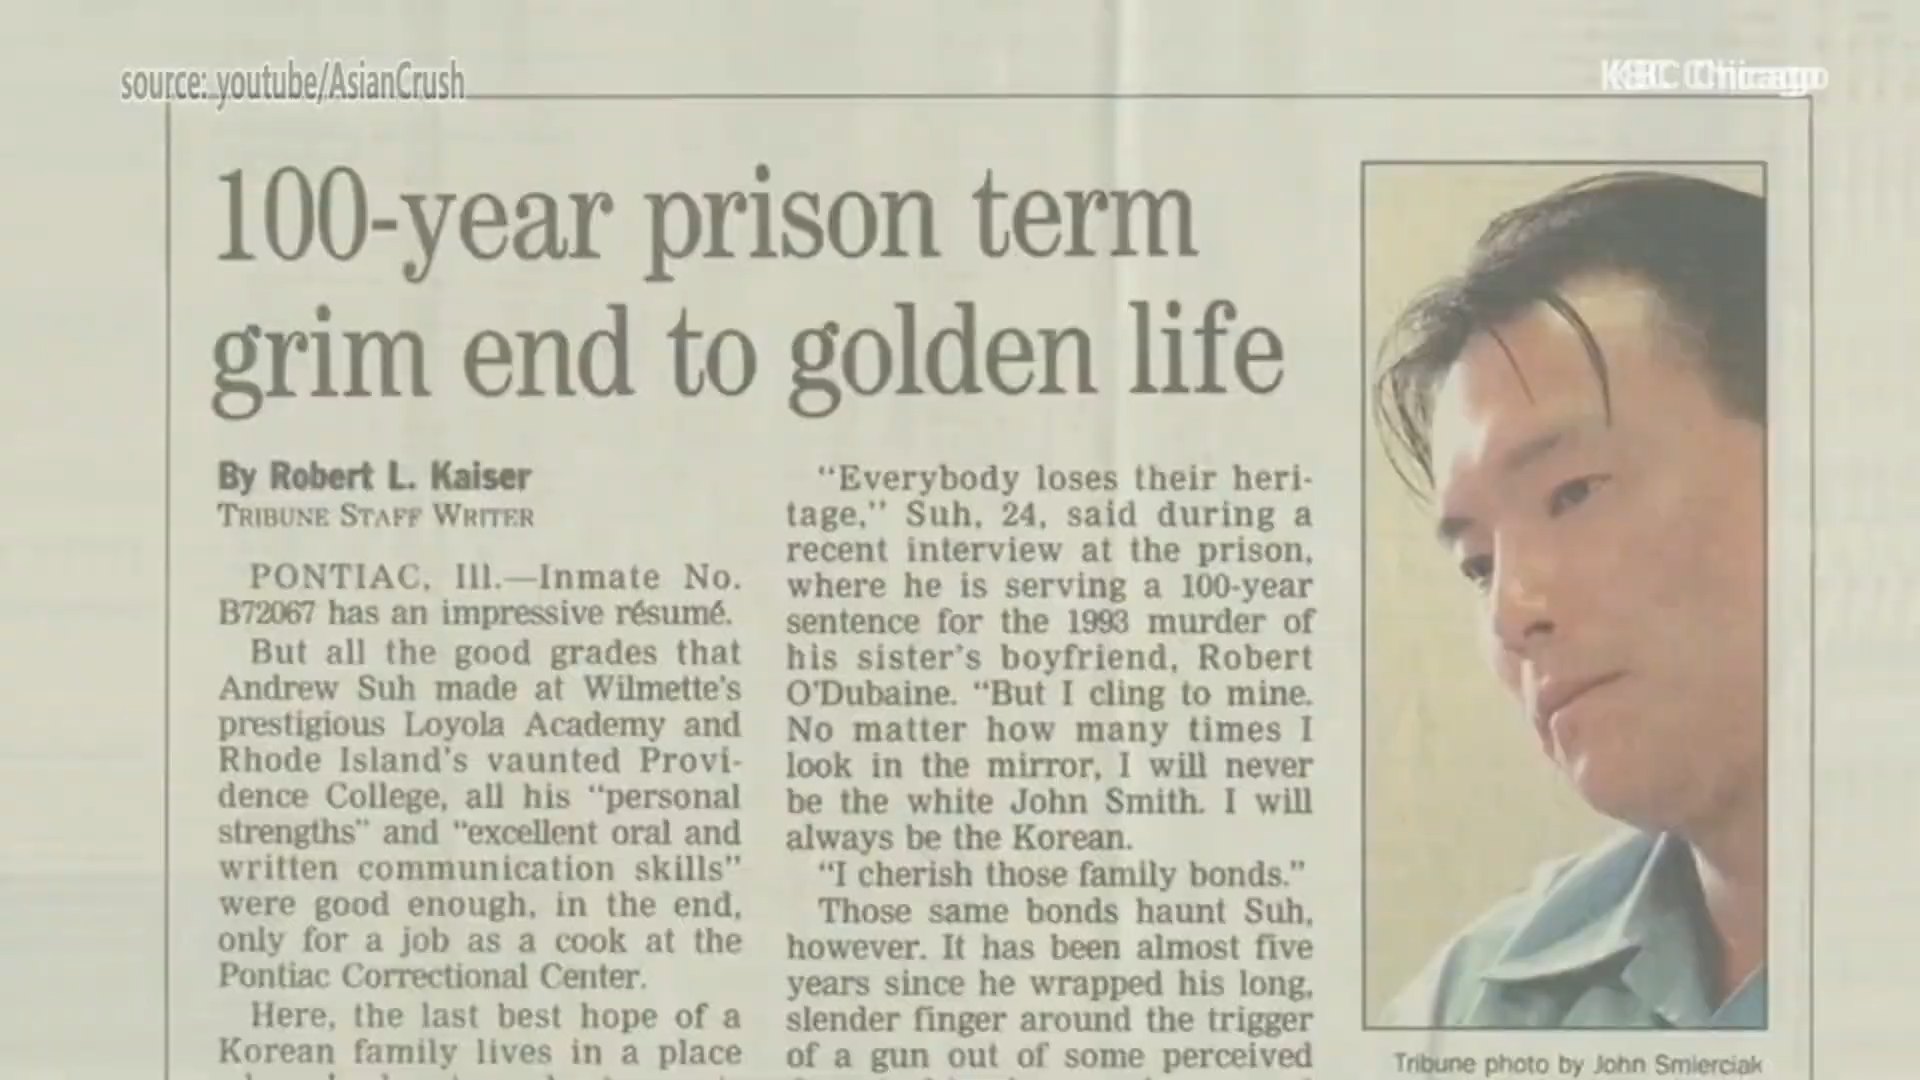 source: youtube/AsianCrush
Chicago
100-year prison term
grim end to golden life
By Robert L. Kaiser
TRIBUNE STAFF WRITER
PONTIAC, Ill.—Inmate No.
B72067 has an impressive résumé.
But all the good grades that
Andrew Suh made at Wilmette's
prestigious Loyola Academy and
Rhode Island's vaunted Provi-
dence College, all his “personal
strengths” and “excellent oral and
written communication skills”
were good enough, in the end,
only for a job as a cook at the
Pontiac Correctional Center.
Here, the last best hope of a
Korean family lives in a place
“Everybody loses their heri-
tage,” Suh, 24, said during a
recent interview at the prison,
where he is serving a 100-year
sentence for the 1993 murder of
his sister's boyfriend, Robert
O'Dubaine. “But I cling to mine.
No matter how many times I
look in the mirror, I will never
be the white John Smith. I will
always be the Korean.
“I cherish those family bonds.”
Those same bonds haunt Suh,
however. It has been almost five
years since he wrapped his long,
slender finger around the trigger
of a gun out of some perceived
Tribune photo by John Smierciak